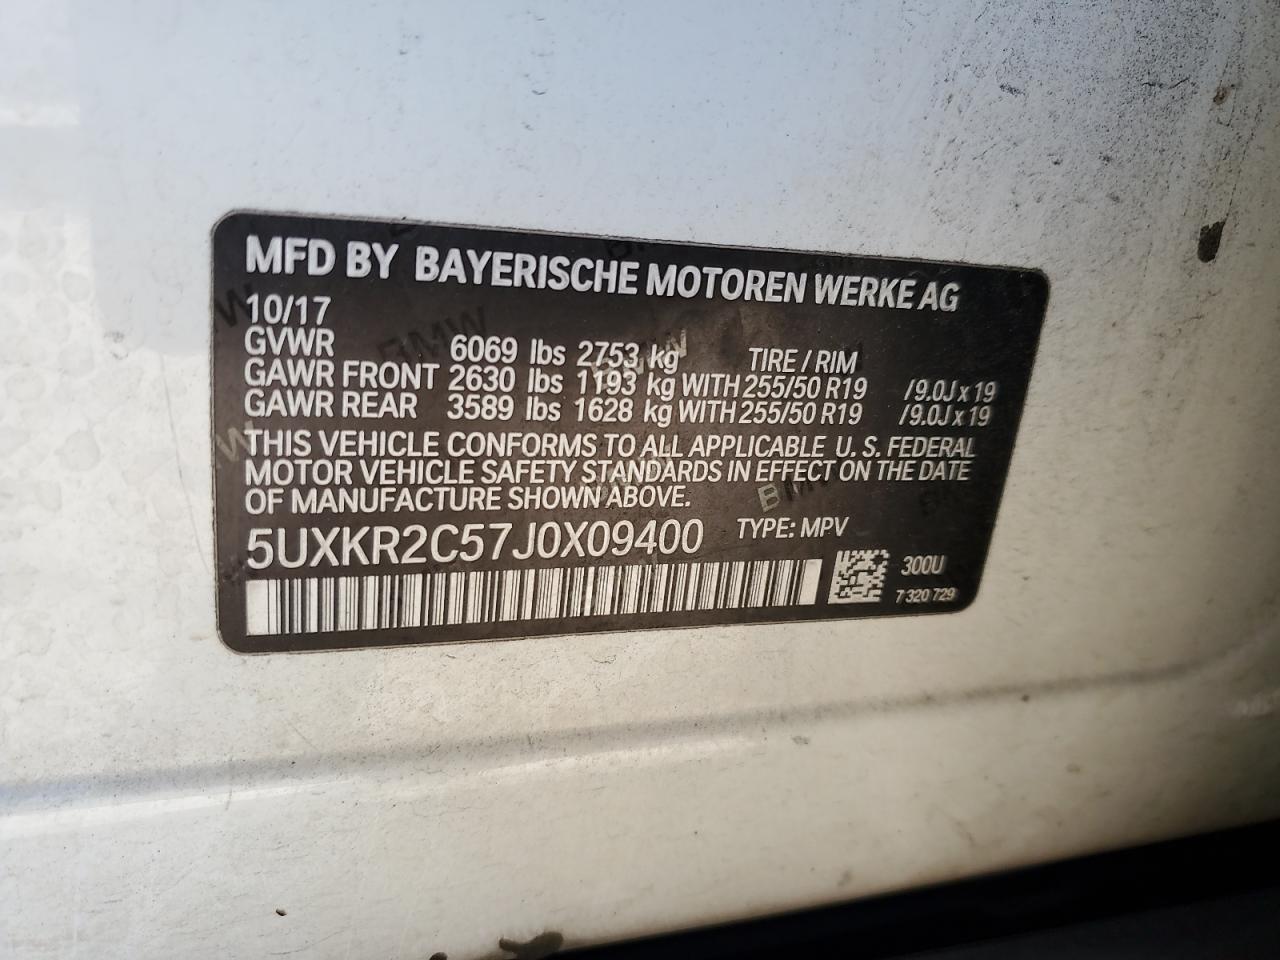 MFD BY BAYERISCHE MOTOREN WERKE AG
10/17
GVWR 6069 lbs 2753 kg TIRE / RIM
GAWR FRONT 2630 lbs 1193 kg WITH 255/50 R19 /9.0J x 19
GAWR REAR 3589 lbs 1628 kg WITH 255/50 R19 /9.0J x 19
THIS VEHICLE CONFORMS TO ALL APPLICABLE U.S. FEDERAL
MOTOR VEHICLE SAFETY STANDARDS IN EFFECT ON THE DATE
OF MANUFACTURE SHOWN ABOVE.
5UXKR2C57J0X09400 TYPE: MPV
300U
7 320 729